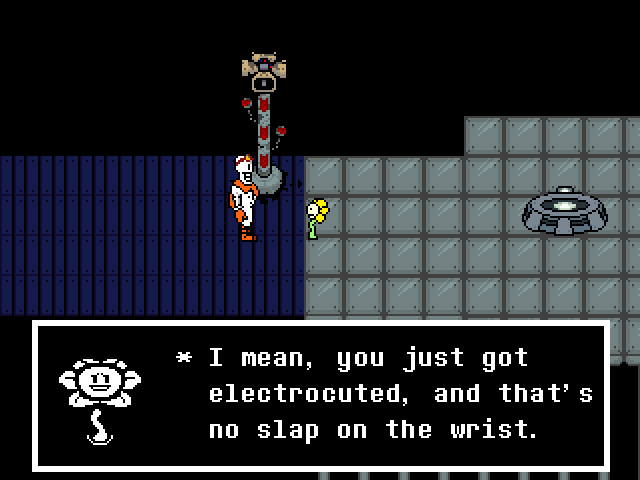 * I mean, you just got
electrocuted, and that's
no slap on the wrist.